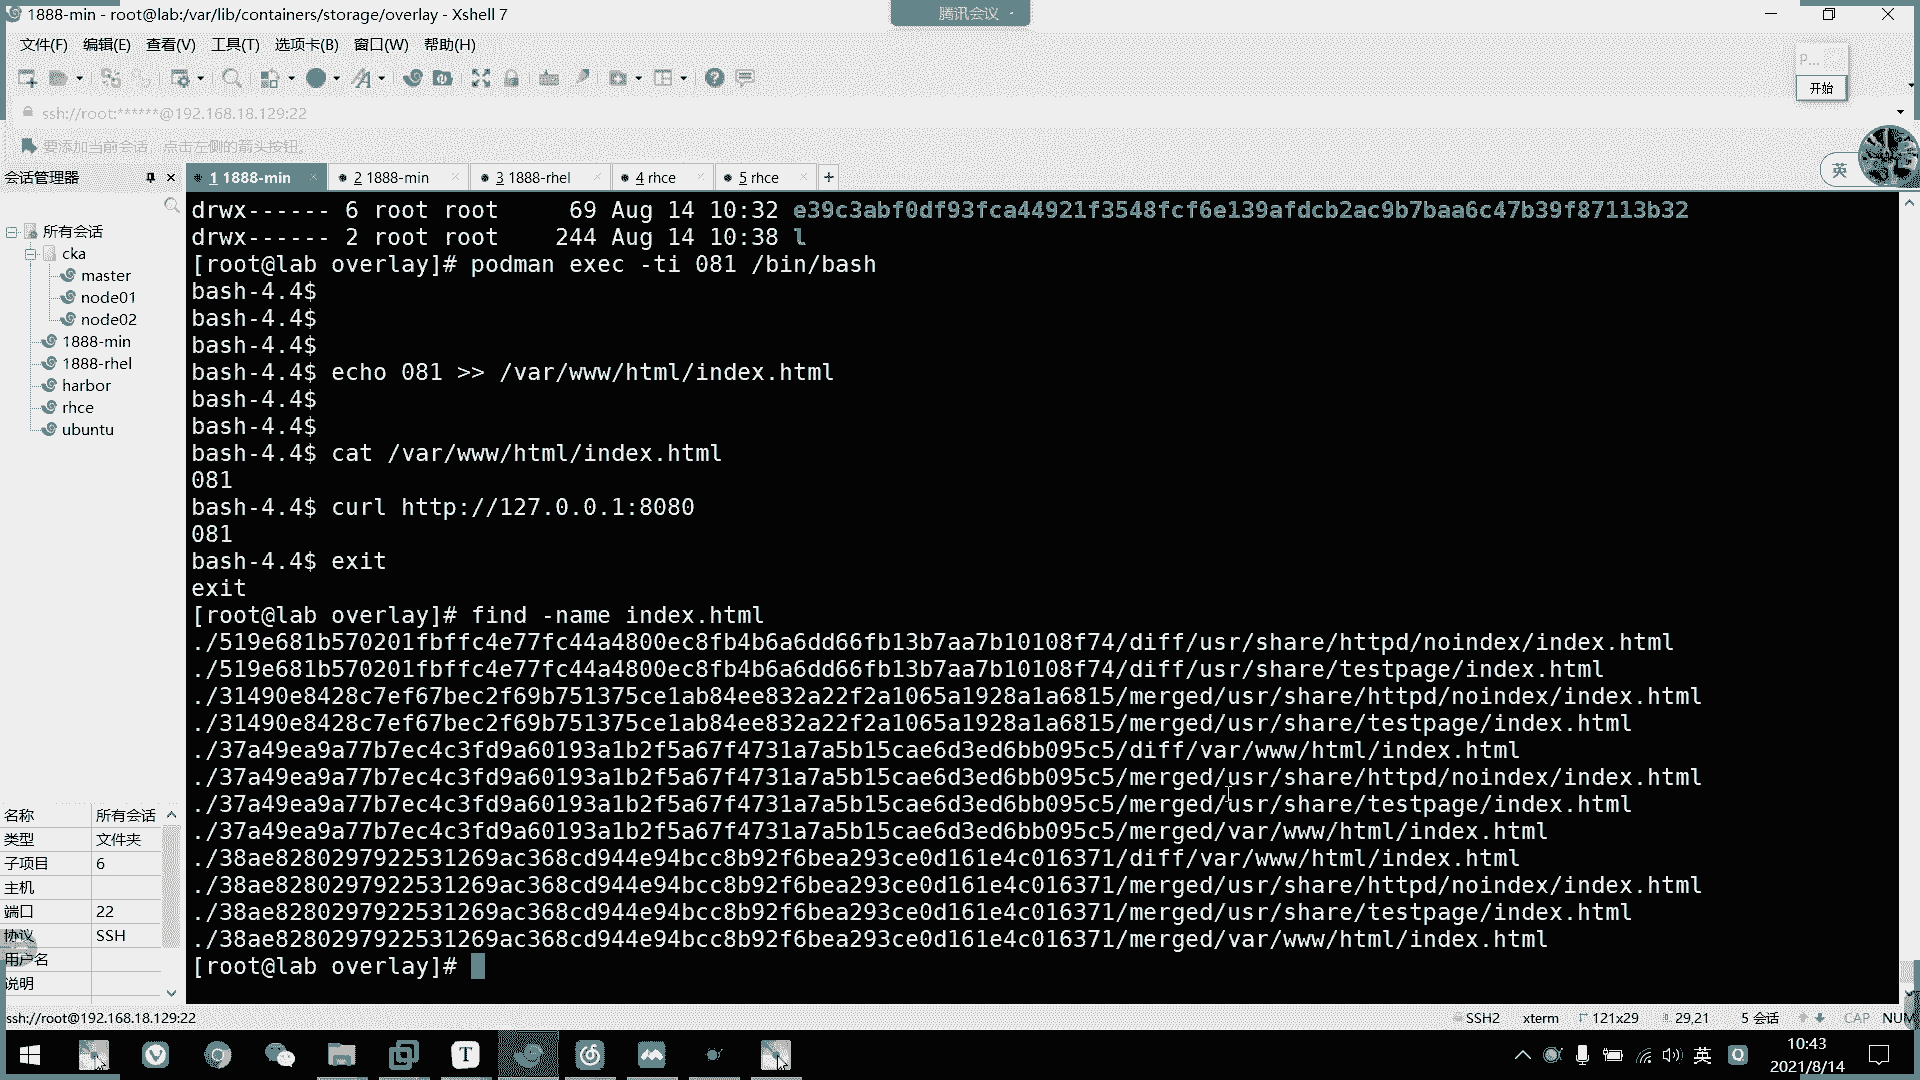 1888-min - root@lab:/var/lib/containers/storage/overlay - Xshell 7
腾讯会议
文件(F) 编辑(E) 查看(V) 工具(T) 选项卡(B) 窗口(W) 帮助(H)
P...
开始
ssh://root:******@192.168.18.129:22
要添加当前会话，点击左侧的箭头按钮。
英
会话管理器
1 1888-min
2 1888-min
3 1888-rhel
4 rhce
5 rhce
所有会话
cka
master
node01
node02
1888-min
1888-rhel
harbor
rhce
ubuntu
名称 所有会话
类型 文件夹
子项目 6
主机
端口 22
协议 SSH
用户名
说明
drwx------ 6 root root     69 Aug 14 10:32 e39c3abf0df93fca44921f3548fcf6e139afdcb2ac9b7baa6c47b39f87113b32
drwx------ 2 root root    244 Aug 14 10:38 l
[root@lab overlay]# podman exec -ti 081 /bin/bash
bash-4.4$
bash-4.4$
bash-4.4$
bash-4.4$ echo 081 >> /var/www/html/index.html
bash-4.4$
bash-4.4$
bash-4.4$ cat /var/www/html/index.html
081
bash-4.4$ curl http://127.0.0.1:8080
081
bash-4.4$ exit
exit
[root@lab overlay]# find -name index.html
./519e681b570201fbffc4e77fc44a4800ec8fb4b6a6dd66fb13b7aa7b10108f74/diff/usr/share/httpd/noindex/index.html
./519e681b570201fbffc4e77fc44a4800ec8fb4b6a6dd66fb13b7aa7b10108f74/diff/usr/share/testpage/index.html
./31490e8428c7ef67bec2f69b751375ce1ab84ee832a22f2a1065a1928a1a6815/merged/usr/share/httpd/noindex/index.html
./31490e8428c7ef67bec2f69b751375ce1ab84ee832a22f2a1065a1928a1a6815/merged/usr/share/testpage/index.html
./37a49ea9a77b7ec4c3fd9a60193a1b2f5a67f4731a7a5b15cae6d3ed6bb095c5/diff/var/www/html/index.html
./37a49ea9a77b7ec4c3fd9a60193a1b2f5a67f4731a7a5b15cae6d3ed6bb095c5/merged/usr/share/httpd/noindex/index.html
./37a49ea9a77b7ec4c3fd9a60193a1b2f5a67f4731a7a5b15cae6d3ed6bb095c5/merged/usr/share/testpage/index.html
./37a49ea9a77b7ec4c3fd9a60193a1b2f5a67f4731a7a5b15cae6d3ed6bb095c5/merged/var/www/html/index.html
./38ae8280297922531269ac368cd944e94bcc8b92f6bea293ce0d161e4c016371/diff/var/www/html/index.html
./38ae8280297922531269ac368cd944e94bcc8b92f6bea293ce0d161e4c016371/merged/usr/share/httpd/noindex/index.html
./38ae8280297922531269ac368cd944e94bcc8b92f6bea293ce0d161e4c016371/merged/usr/share/testpage/index.html
./38ae8280297922531269ac368cd944e94bcc8b92f6bea293ce0d161e4c016371/merged/var/www/html/index.html
[root@lab overlay]#
ssh://root@192.168.18.129:22
SSH2 xterm 121x29 29,21 5 会话 CAP NUM
英
10:43
2021/8/14